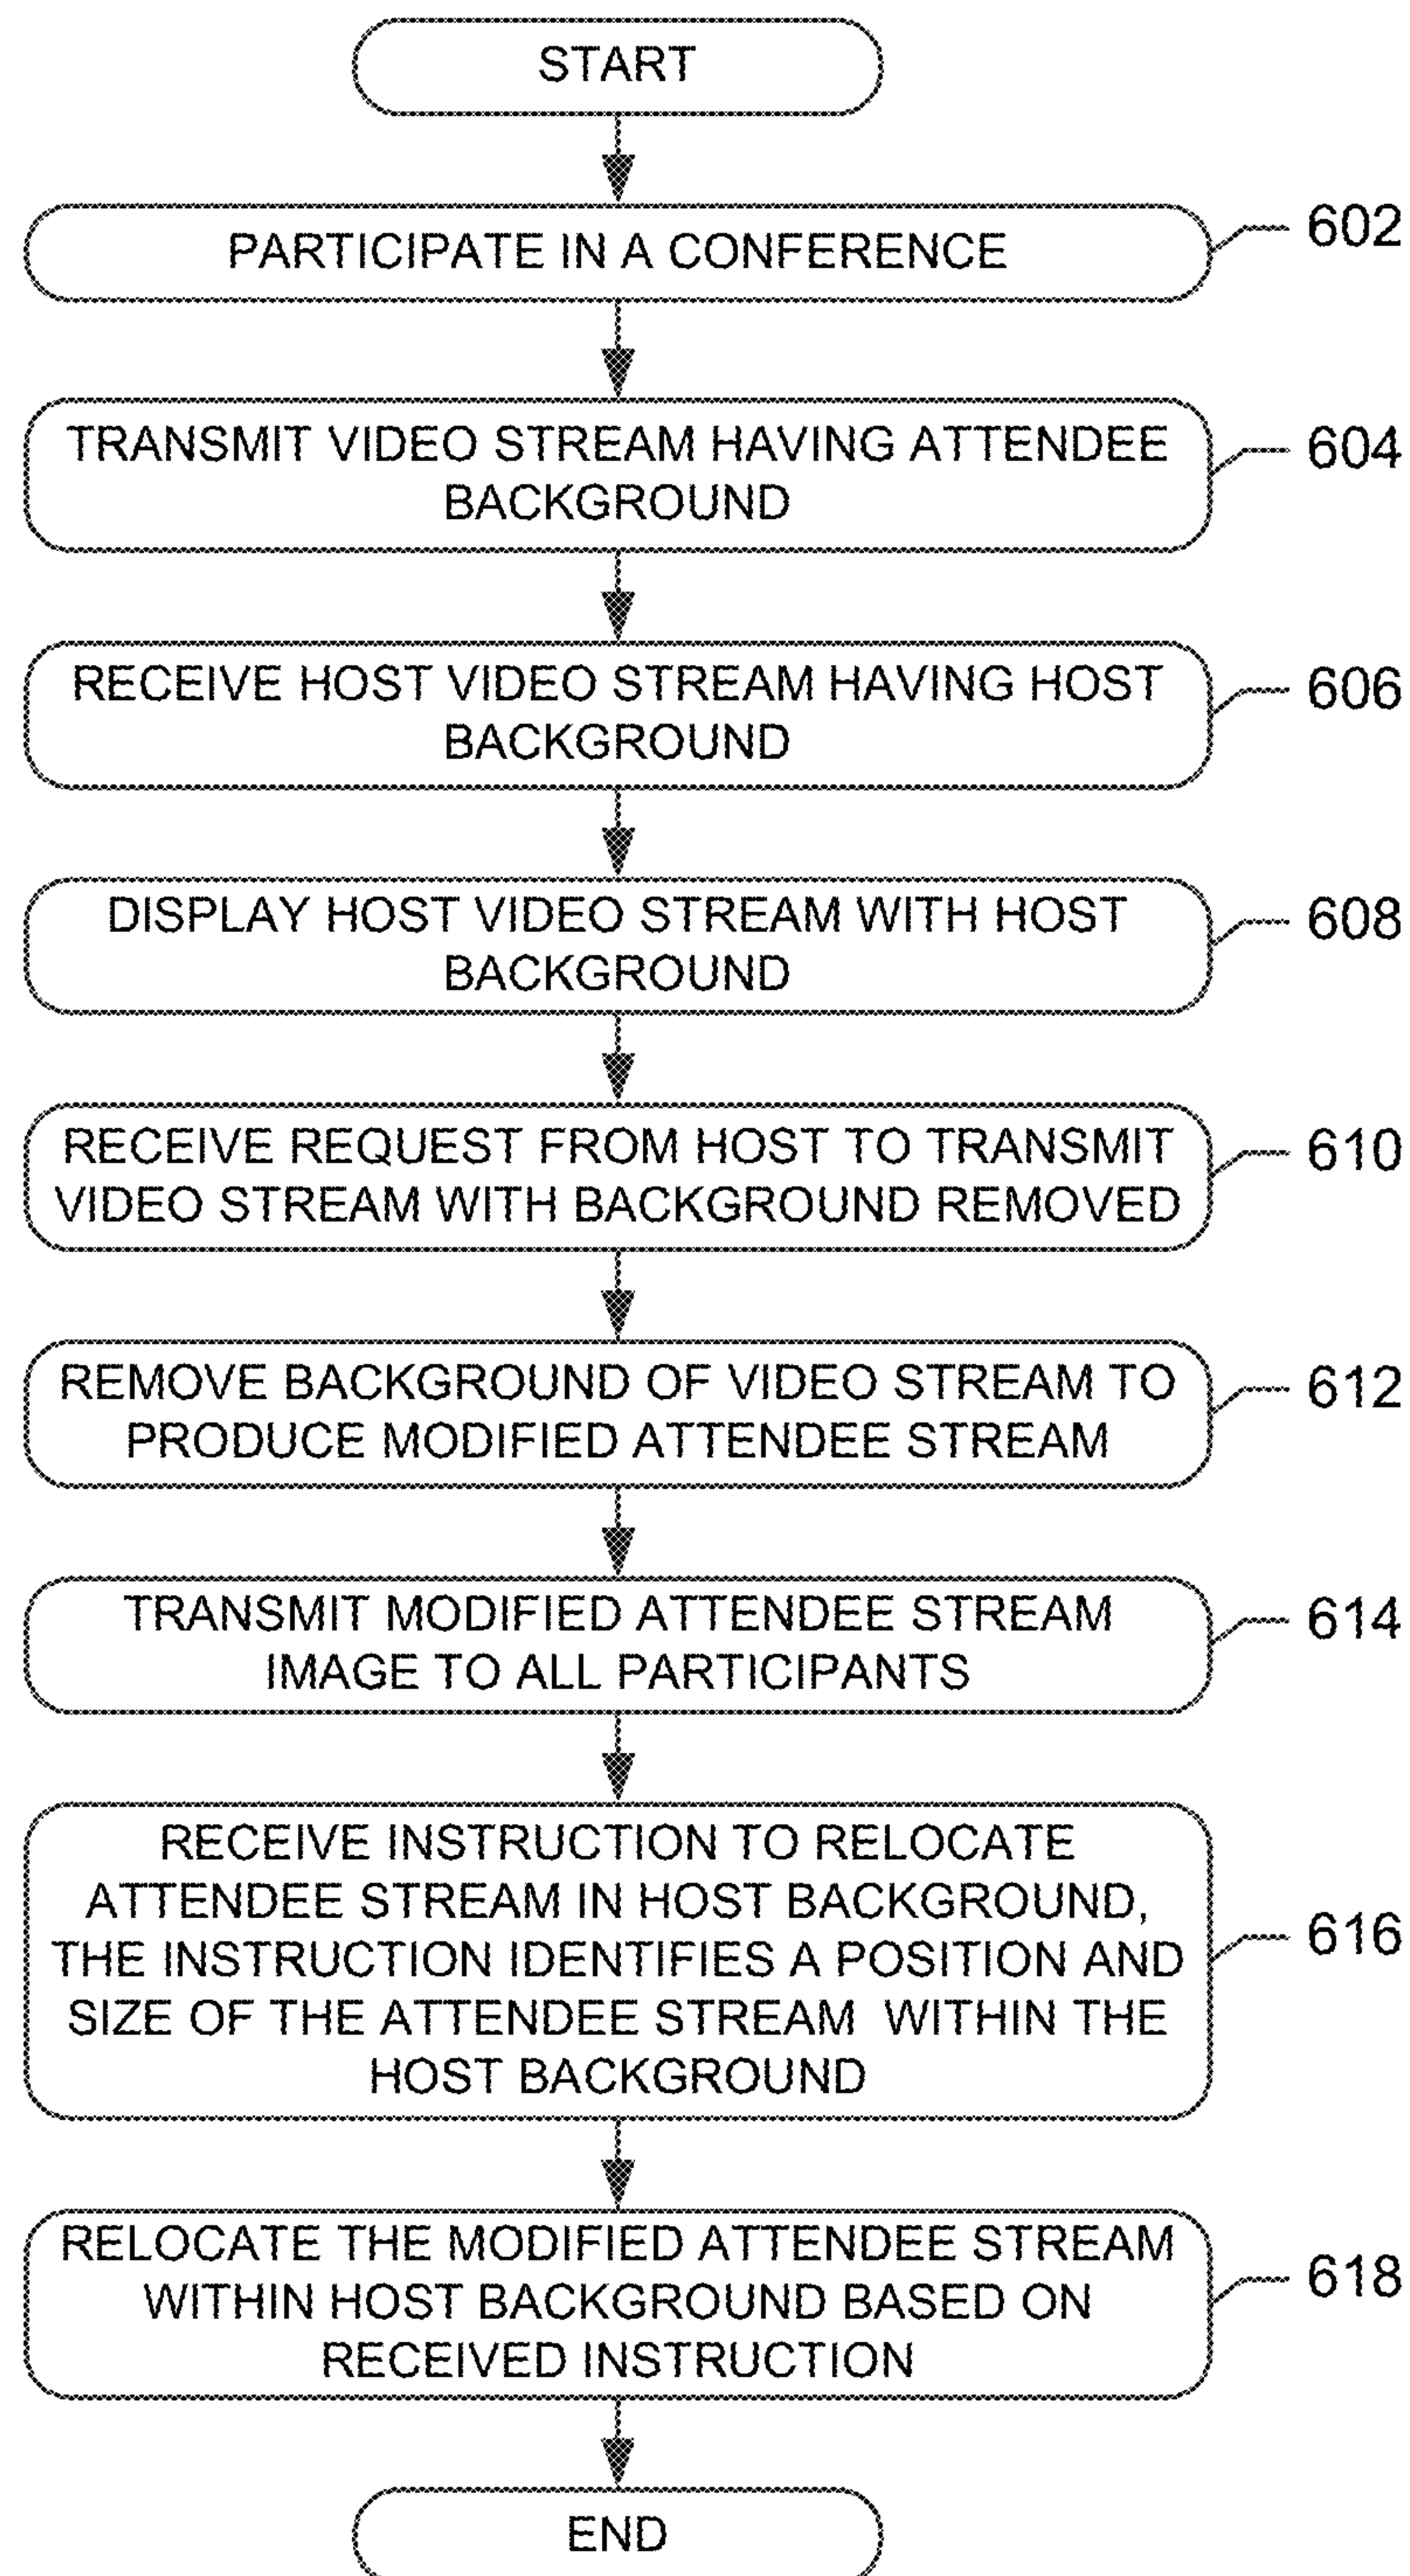 START
PARTICIPATE IN A CONFERENCE
602
TRANSMIT VIDEO STREAM HAVING ATTENDEE
BACKGROUND
604
RECEIVE HOST VIDEO STREAM HAVING HOST
BACKGROUND
606
DISPLAY HOST VIDEO STREAM WITH HOST
BACKGROUND
608
RECEIVE REQUEST FROM HOST TO TRANSMIT
VIDEO STREAM WITH BACKGROUND REMOVED
610
REMOVE BACKGROUND OF VIDEO STREAM TO
PRODUCE MODIFIED ATTENDEE STREAM
612
TRANSMIT MODIFIED ATTENDEE STREAM
IMAGE TO ALL PARTICIPANTS
614
RECEIVE INSTRUCTION TO RELOCATE
ATTENDEE STREAM IN HOST BACKGROUND,
THE INSTRUCTION IDENTIFIES A POSITION AND
SIZE OF THE ATTENDEE STREAM WITHIN THE
HOST BACKGROUND
616
RELOCATE THE MODIFIED ATTENDEE STREAM
WITHIN HOST BACKGROUND BASED ON
RECEIVED INSTRUCTION
618
END